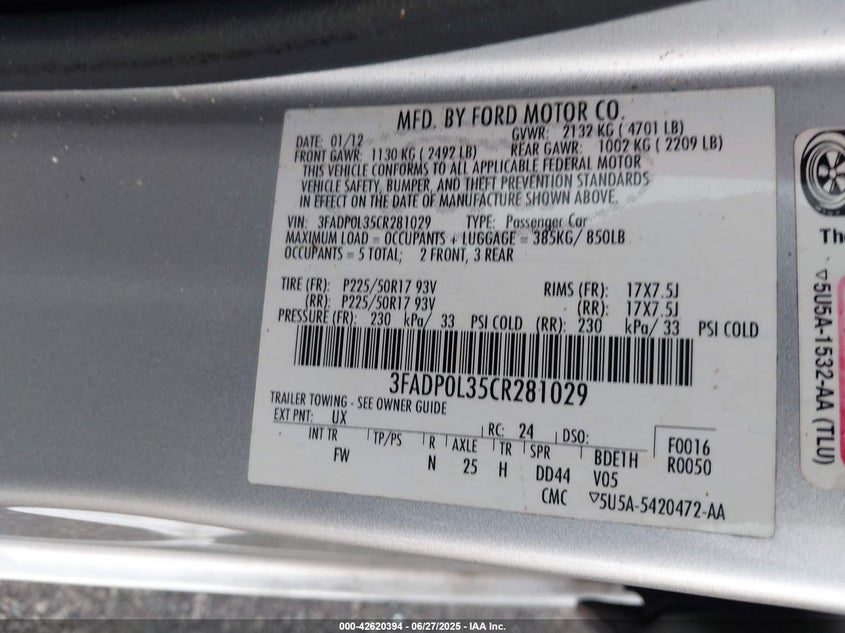 MFD. BY FORD MOTOR CO.
DATE: 01/12 GVWR: 2132 KG ( 4701 LB)
FRONT GAWR: 1130 KG ( 2492 LB) REAR GAWR: 1002 KG ( 2209 LB)
THIS VEHICLE CONFORMS TO ALL APPLICABLE FEDERAL MOTOR
VEHICLE SAFETY, BUMPER, AND THEFT PREVENTION STANDARDS
IN EFFECT ON THE DATE OF MANUFACTURE SHOWN ABOVE.
VIN: 3FADP0L35CR281029 TYPE: Passenger Car
MAXIMUM LOAD = OCCUPANTS + LUGGAGE = 385KG/ 850LB
OCCUPANTS = 5 TOTAL; 2 FRONT, 3 REAR
TIRE (FR): P225/50R17 93V RIMS (FR): 17X7.5J
(RR): P225/50R17 93V (RR): 17X7.5J
PRESSURE (FR): 230 kPa/ 33 PSI COLD (RR): 230 kPa/ 33 PSI COLD
3FADP0L35CR281029
TRAILER TOWING - SEE OWNER GUIDE
EXT PNT: UX RC: 24 DSO: F0016
INT TR TP/PS R AXLE TR SPR BDE1H R0050
FW N 25 H DD44 V05
CMC ▽5U5A-5420472-AA
Th
▽5U5A-1532-AA (TLU)
000-42620394 - 06/27/2025 - IAA Inc.